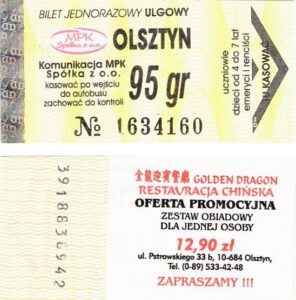 BILET JEDNORAZOWY ULGOWY
MPK
Spółka z o.o.
OLSZTYN
Komunikacja MPK
Spółka z o.o.
kasować po wejściu
do autobusu
zachować do kontroli
95 gr
№ 1634160
uczniowie
dzieci od 4 do 7 lat
emeryci i renciści
TU KASOWAĆ
3918830942
金龍迎賓餐廳 GOLDEN DRAGON
RESTAURACJA CHIŃSKA
OFERTA PROMOCYJNA
ZESTAW OBIADOWY
DLA JEDNEJ OSOBY
12,90 zł
ul. Pstrowskiego 33 b, 10-684 Olsztyn,
Tel. (0-89) 533-42-48
ZAPRASZAMY !!!